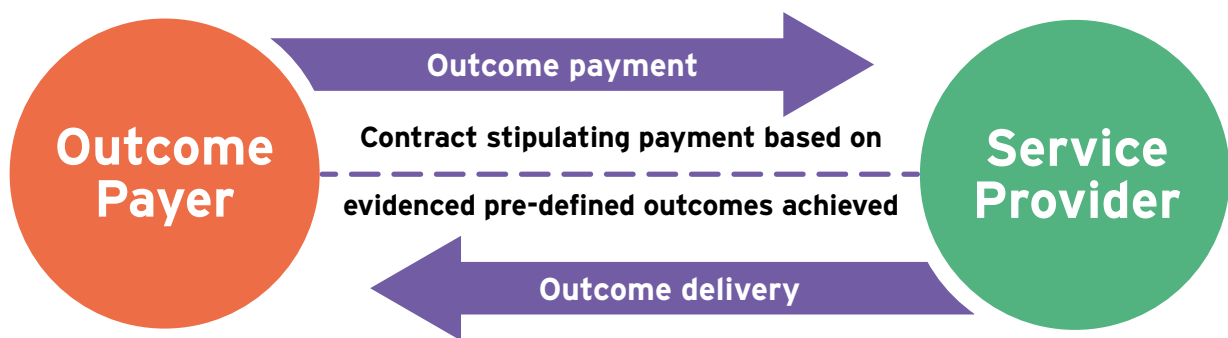 Outcome payment
Outcome
Payer
Contract stipulating payment based on
evidenced pre-defined outcomes achieved
Service
Provider
Outcome delivery